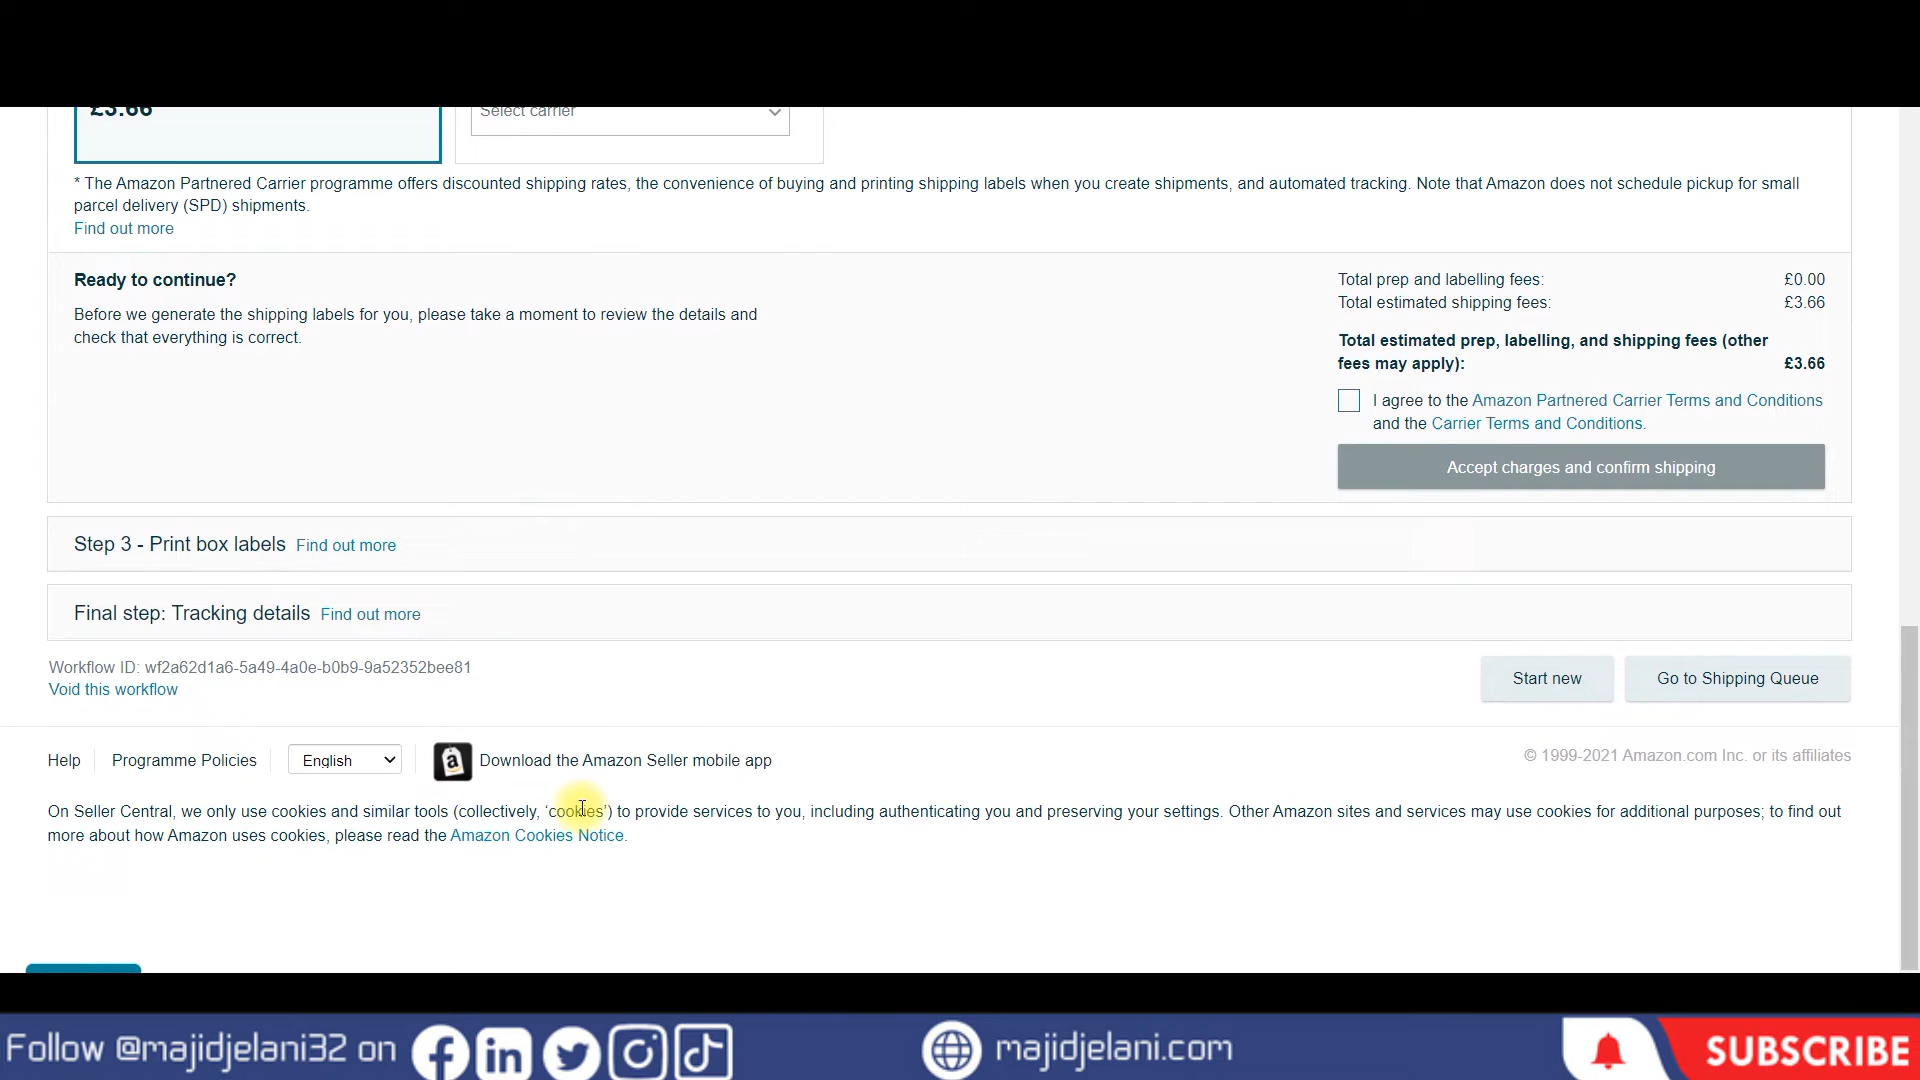 £3.66
Select carrier
* The Amazon Partnered Carrier programme offers discounted shipping rates, the convenience of buying and printing shipping labels when you create shipments, and automated tracking. Note that Amazon does not schedule pickup for small
parcel delivery (SPD) shipments.
Find out more
Ready to continue?
Before we generate the shipping labels for you, please take a moment to review the details and
check that everything is correct.
Total prep and labelling fees: £0.00
Total estimated shipping fees: £3.66
Total estimated prep, labelling, and shipping fees (other
fees may apply): £3.66
I agree to the Amazon Partnered Carrier Terms and Conditions
and the Carrier Terms and Conditions.
Accept charges and confirm shipping
Step 3 - Print box labels Find out more
Final step: Tracking details Find out more
Workflow ID: wf2a62d1a6-5a49-4a0e-b0b9-9a52352bee81
Void this workflow
Start new Go to Shipping Queue
Help Programme Policies English Download the Amazon Seller mobile app © 1999-2021 Amazon.com Inc. or its affiliates
On Seller Central, we only use cookies and similar tools (collectively, ‘cookies’) to provide services to you, including authenticating you and preserving your settings. Other Amazon sites and services may use cookies for additional purposes; to find out
more about how Amazon uses cookies, please read the Amazon Cookies Notice.
Follow @majidjelani32 on majidjelani.com SUBSCRIBE